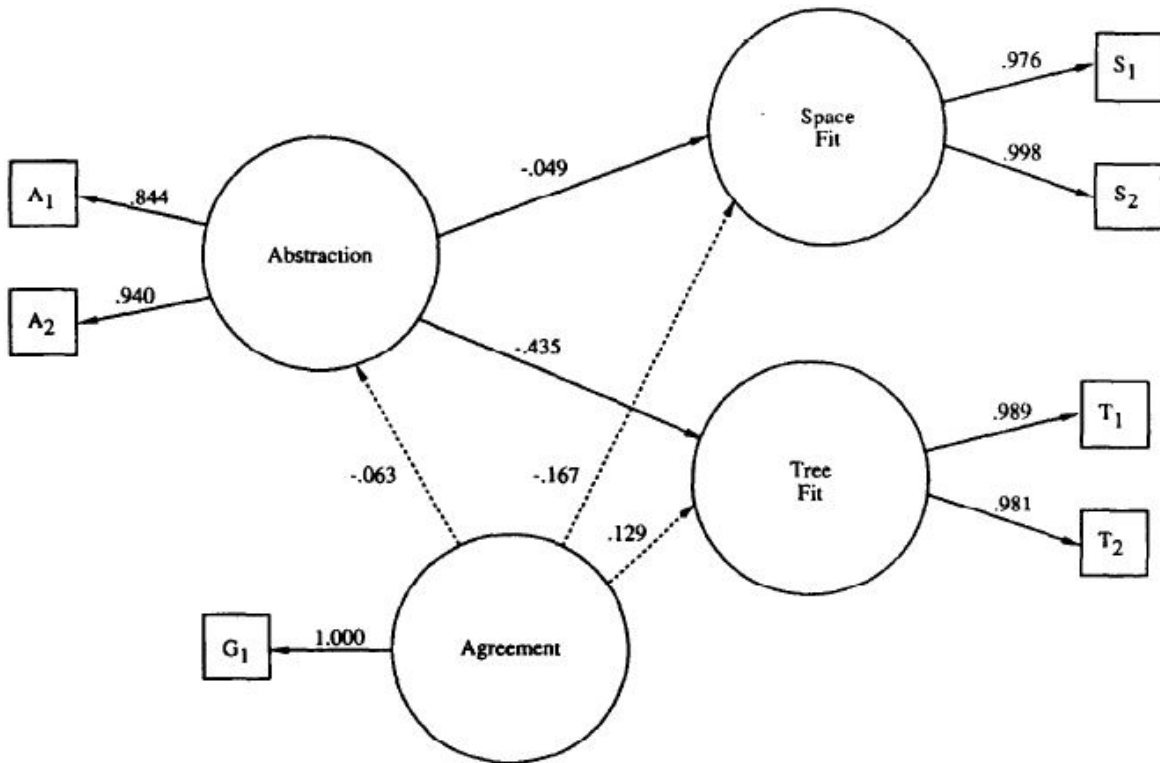 .976
S1
Space
Fit
-.049
A1
.844
.998
S2
Abstraction
A2
.940
-.435
.989
T1
-.063
-.167
Tree
Fit
.981
T2
.129
G1
1.000
Agreement